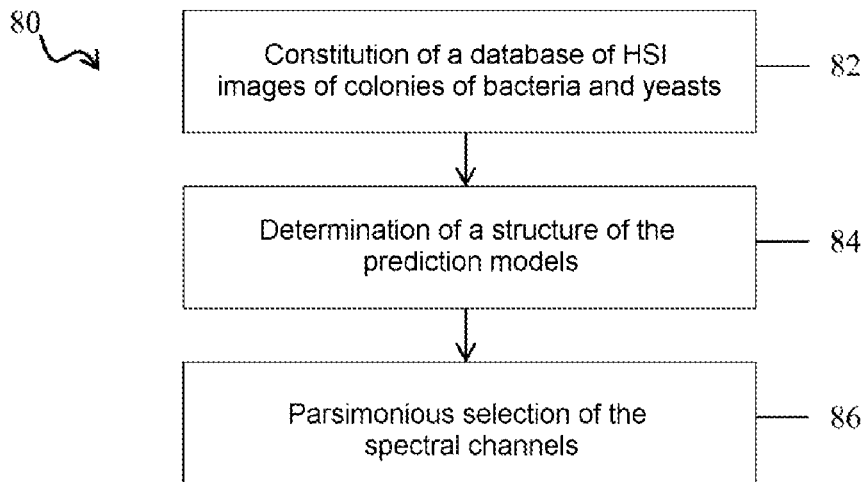 80
Constitution of a database of HSI
images of colonies of bacteria and yeasts
82
Determination of a structure of the
prediction models
84
Parsimonious selection of the
spectral channels
86